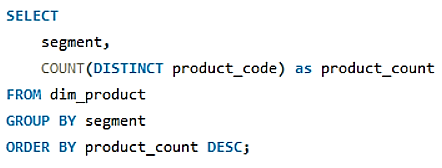 SELECT
segment,
COUNT(DISTINCT product_code) as product_count
FROM dim_product
GROUP BY segment
ORDER BY product_count DESC;